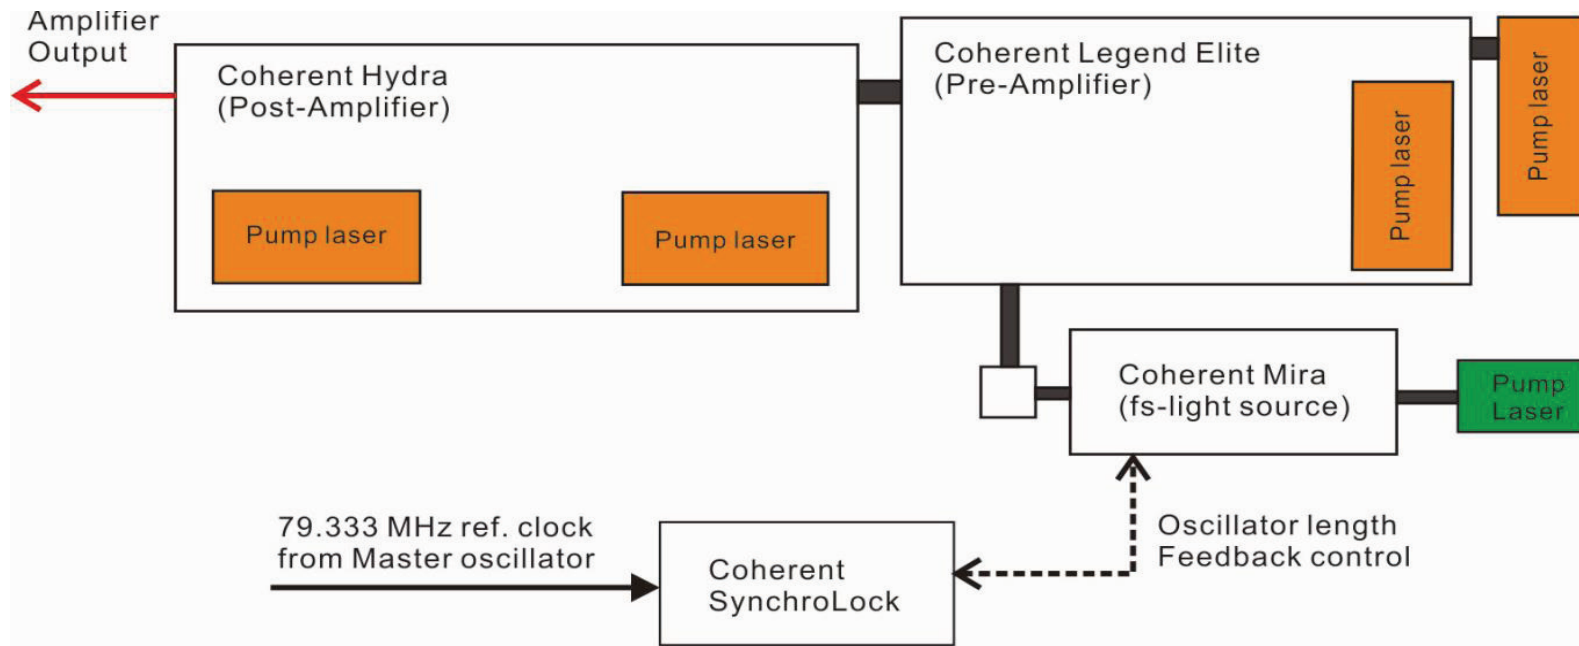 Amplifier
Output
Coherent Hydra
(Post-Amplifier)
Pump laser
Pump laser
Coherent Legend Elite
(Pre-Amplifier)
Pump laser
Pump laser
Coherent Mira
(fs-light source)
Pump
Laser
79.333 MHz ref. clock
from Master oscillator
Coherent
SynchroLock
Oscillator length
Feedback control